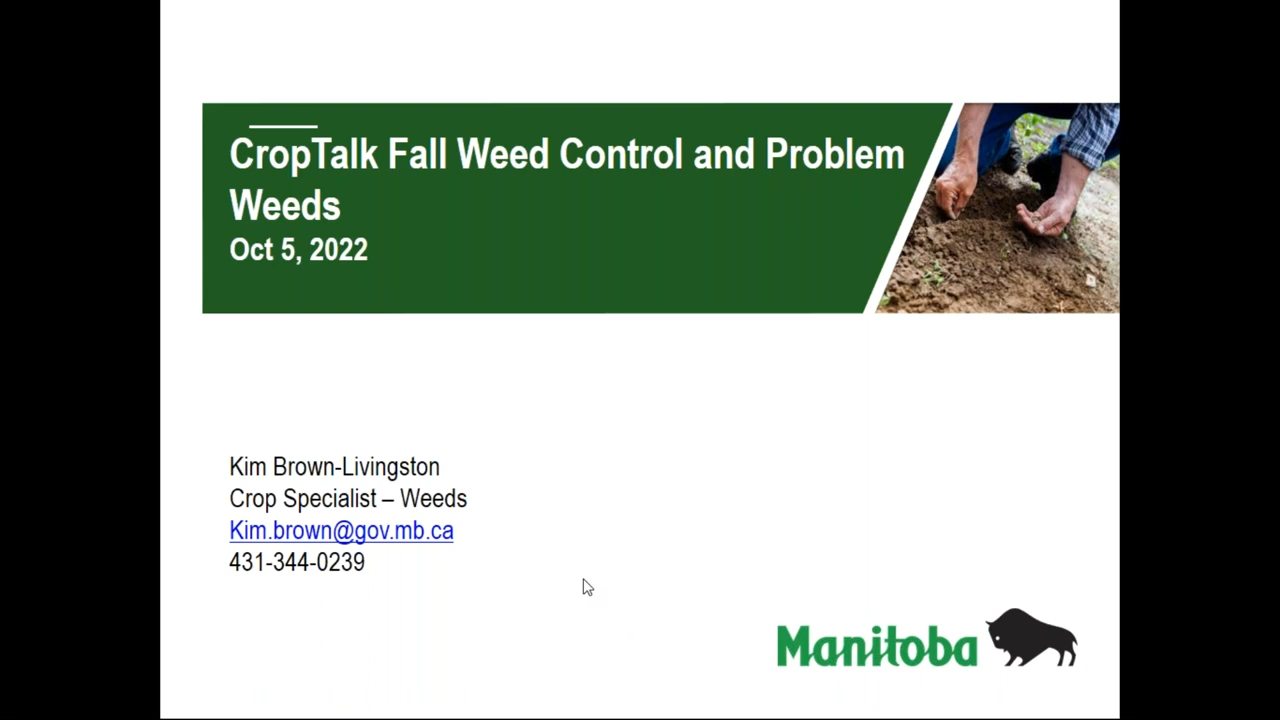 CropTalk Fall Weed Control and Problem
Weeds
Oct 5, 2022
Kim Brown-Livingston
Crop Specialist – Weeds
Kim.brown@gov.mb.ca
431-344-0239
Manitoba